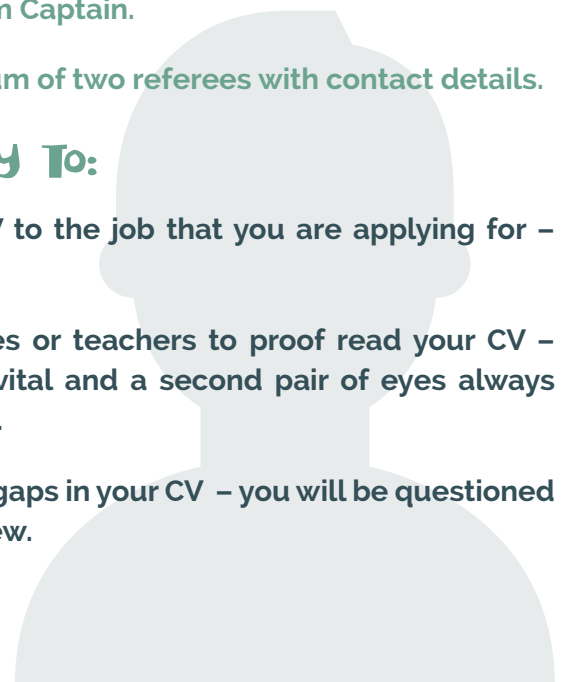 m Captain.
um of two referees with contact details.
y To:
V to the job that you are applying for –
es or teachers to proof read your CV –
vital and a second pair of eyes always
.
gaps in your CV – you will be questioned
ew.